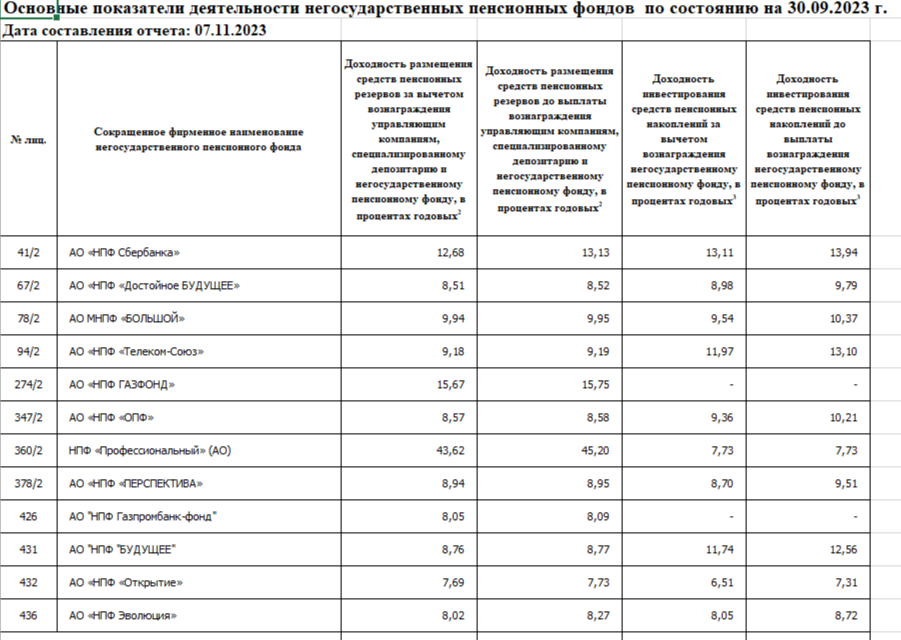 Основные показатели деятельности негосударственных пенсионных фондов по состоянию на 30.09.2023 г.
Дата составления отчета: 07.11.2023
№ лиц.
Сокращенное фирменное наименование
негосударственного пенсионного фонда
Доходность размещения
средств пенсионных
резервов за вычетом
вознаграждения
управляющим
компаниям,
специализированному
депозитарию и
негосударственному
пенсионному фонду, в
процентах годовых²
Доходность размещения
средств пенсионных
резервов до выплаты
вознаграждения
управляющим компаниям,
специализированному
депозитарию и
негосударственному
пенсионному фонду, в
процентах годовых²
Доходность
инвестирования
средств пенсионных
накоплений за
вычетом
вознаграждения
негосударственному
пенсионному фонду, в
процентах годовых³
Доходность
инвестирования
средств пенсионных
накоплений до
выплаты
вознаграждения
негосударственному
пенсионному фонду, в
процентах годовых³
41/2 АО «НПФ Сбербанка» 12,68 13,13 13,11 13,94
67/2 АО «НПФ «Достойное БУДУЩЕЕ» 8,51 8,52 8,98 9,79
78/2 АО МНПФ «БОЛЬШОЙ» 9,94 9,95 9,54 10,37
94/2 АО «НПФ «Телеком-Союз» 9,18 9,19 11,97 13,10
274/2 АО «НПФ ГАЗФОНД» 15,67 15,75 - -
347/2 АО «НПФ «ОПФ» 8,57 8,58 9,36 10,21
360/2 НПФ «Профессиональный» (АО) 43,62 45,20 7,73 7,73
378/2 АО «НПФ «ПЕРСПЕКТИВА» 8,94 8,95 8,70 9,51
426 АО "НПФ Газпромбанк-фонд" 8,05 8,09 - -
431 АО "НПФ "БУДУЩЕЕ" 8,76 8,77 11,74 12,56
432 АО «НПФ «Открытие» 7,69 7,73 6,51 7,31
436 АО «НПФ Эволюция» 8,02 8,27 8,05 8,72